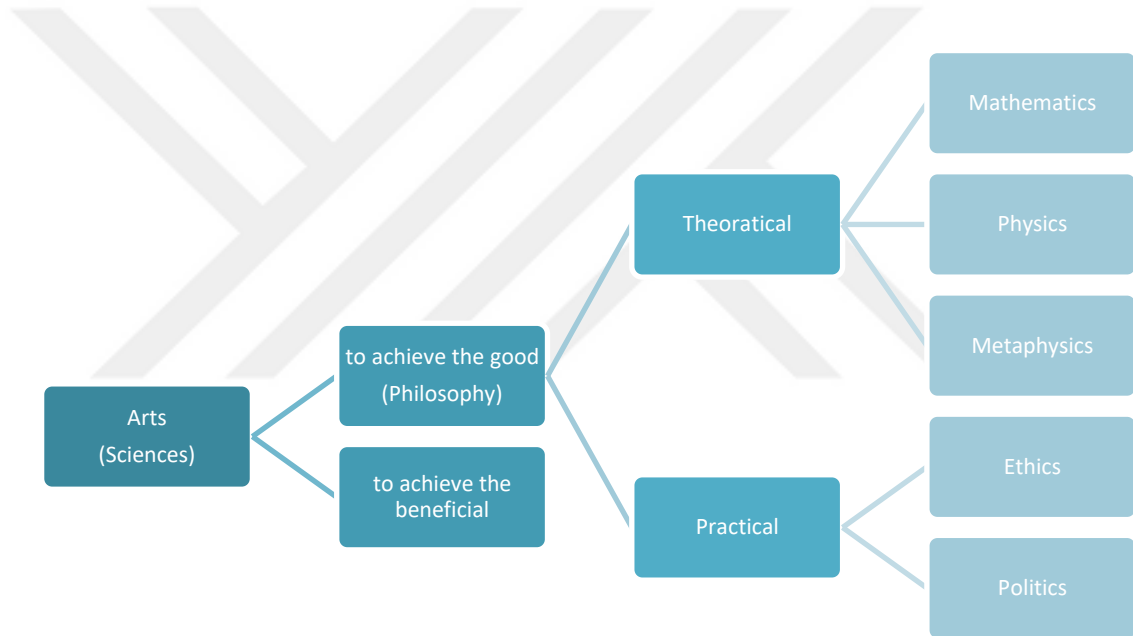 Arts
(Sciences)
to achieve the good
(Philosophy)
to achieve the
beneficial
Theoratical
Practical
Mathematics
Physics
Metaphysics
Ethics
Politics